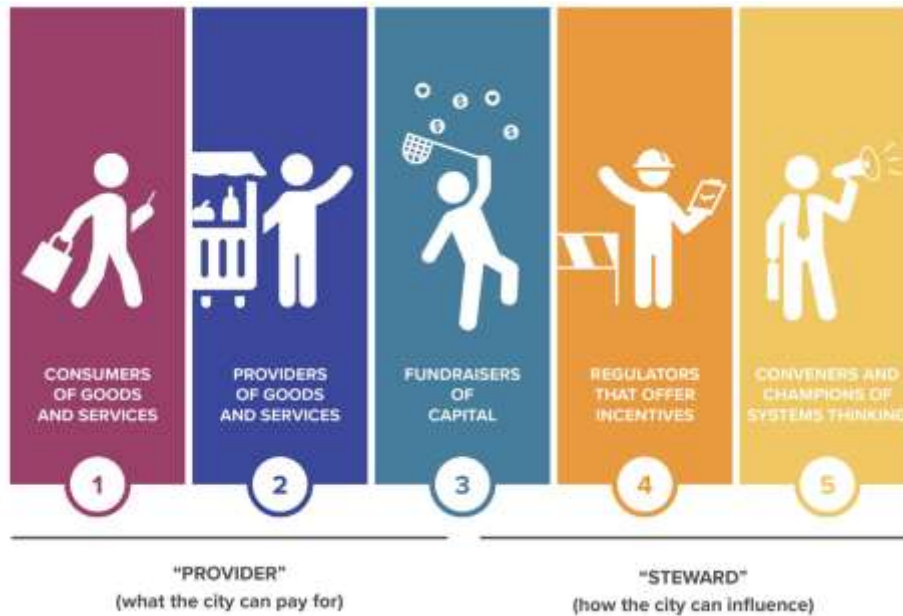 CONSUMERS
OF GOODS
AND SERVICES
1
PROVIDERS
OF GOODS
AND SERVICES
2
FUNDRAISERS
OF
CAPITAL
3
REGULATORS
THAT OFFER
INCENTIVES
4
CONVENERS AND
CHAMPIONS OF
SYSTEMS THINKING
5
“PROVIDER”
(what the city can pay for)
“STEWARD”
(how the city can influence)